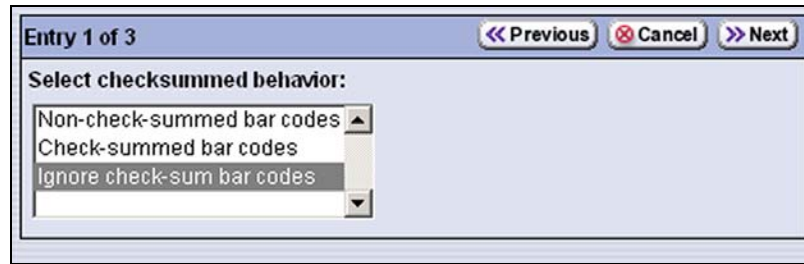 Entry 1 of 3 Previous Cancel Next
Select checksummed behavior:
Non-check-summed bar codes
Check-summed bar codes
Ignore check-sum bar codes